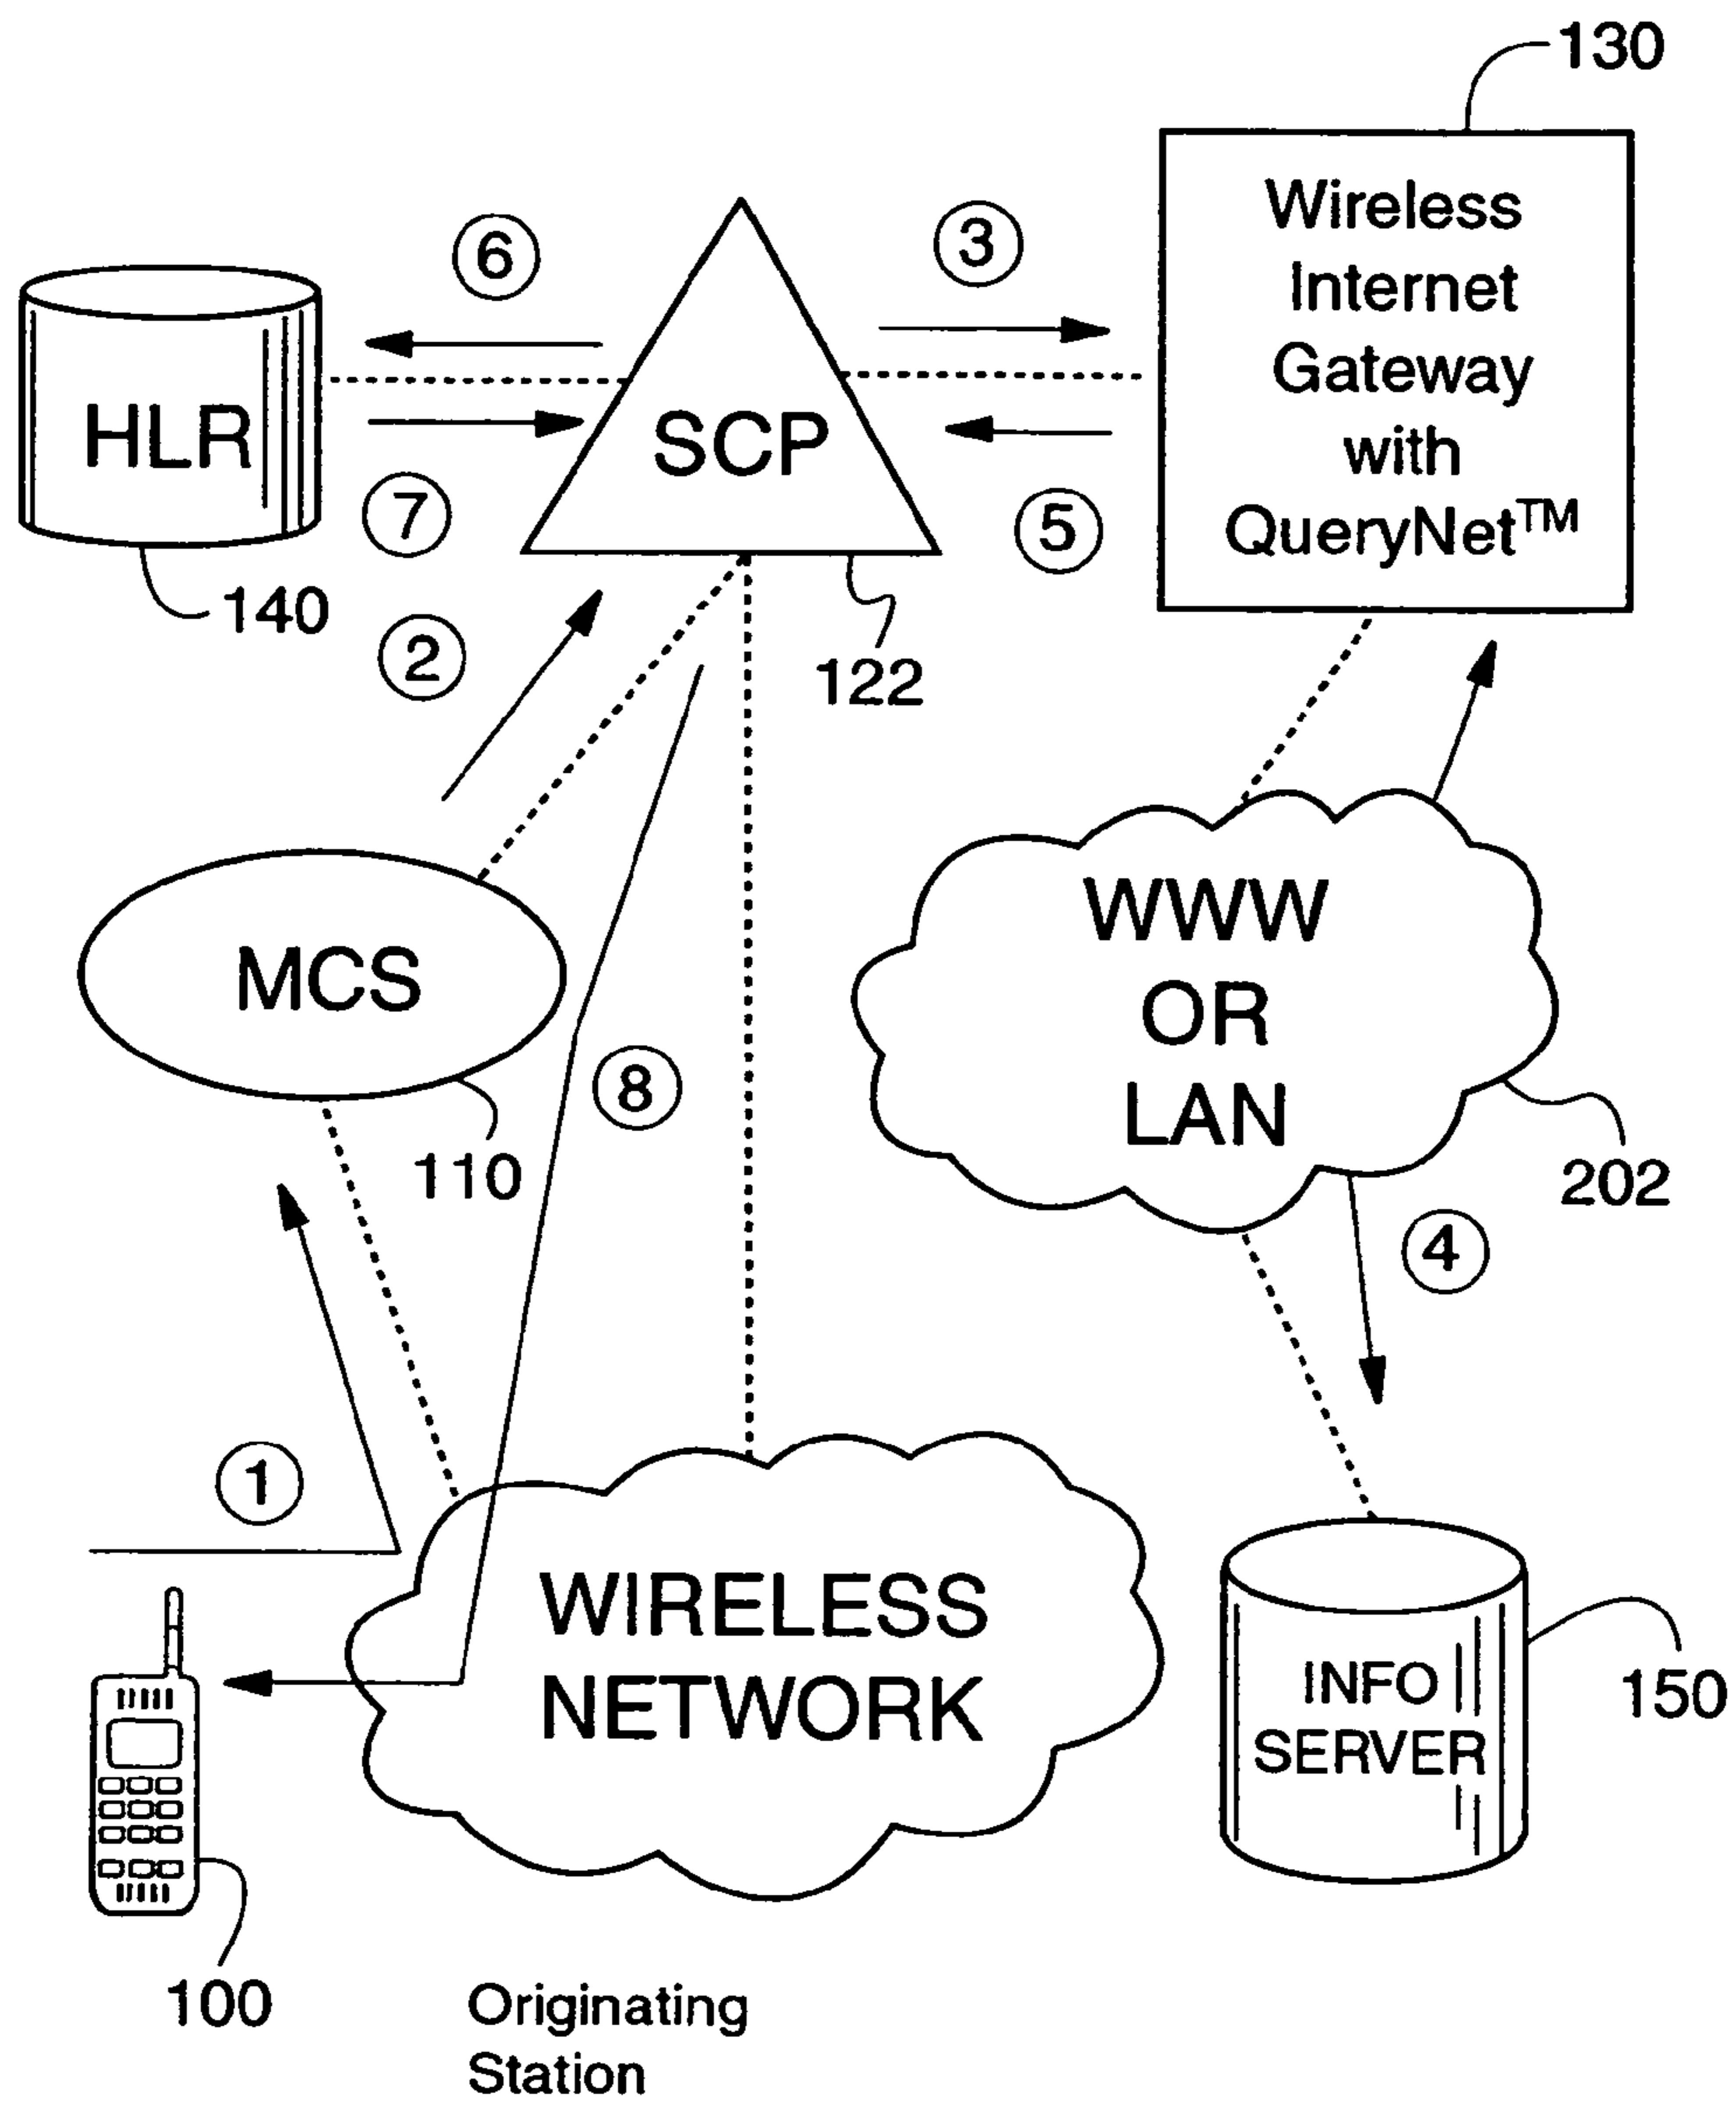 130
Wireless
Internet
Gateway
with
QueryNet™
6
3
HLR
SCP
7
5
140
2
122
WWW
OR
LAN
MCS
8
110
202
4
1
WIRELESS
NETWORK
INFO
SERVER
150
100
Originating
Station